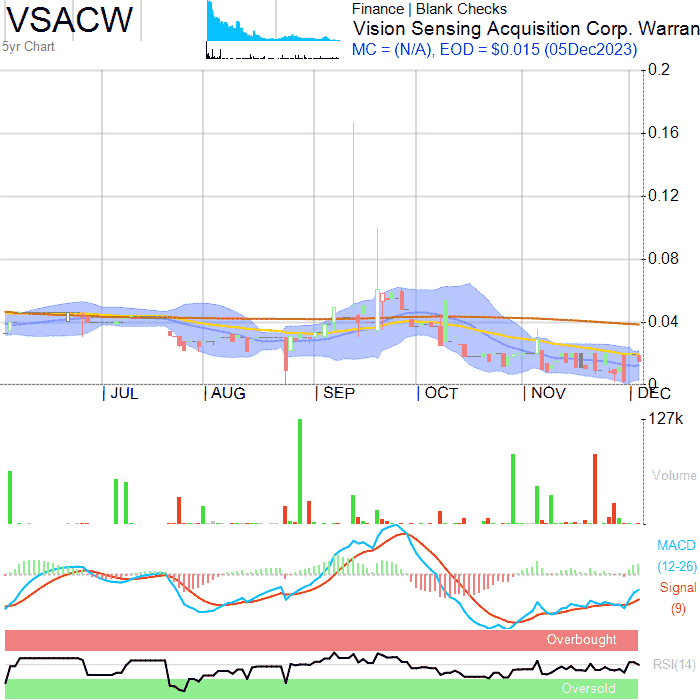 VSACW
5yr Chart
Finance | Blank Checks
Vision Sensing Acquisition Corp. Warran
MC = (N/A), EOD = $0.015 (05Dec2023)
0.2
0.16
0.12
0.08
0.04
0
JUL AUG SEP OCT NOV DEC
127k
Volume
MACD
(12-26)
Signal
(9)
Overbought
RSI(14)
Oversold